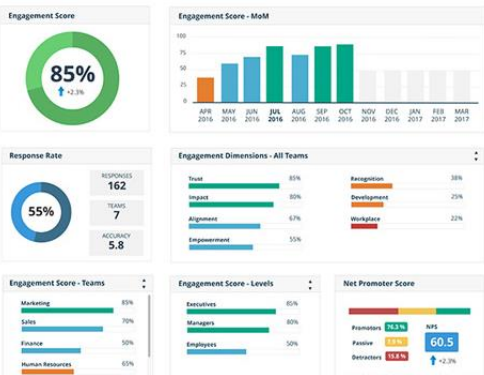 Engagement Score
85%
+2.3%
Engagement Score - MoM
100
75
50
25
0
APR 2016
MAY 2016
JUN 2016
JUL 2016
AUG 2016
SEP 2016
OCT 2016
NOV 2016
DEC 2016
JAN 2017
FEB 2017
MAR 2017
Response Rate
55%
RESPONSES
162
TEAMS
7
ACCURACY
5.8
Engagement Dimensions - All Teams
Trust 85%
Impact 80%
Alignment 67%
Empowerment 55%
Recognition 38%
Development 25%
Workplace 22%
Engagement Score - Teams
Marketing 85%
Sales 70%
Finance 50%
Human Resources 65%
Engagement Score - Levels
Executives 85%
Managers 80%
Employees 50%
Net Promoter Score
Promotors 76.3 %
Passive
Detractors 15.8 %
NPS
60.5
+2.3%